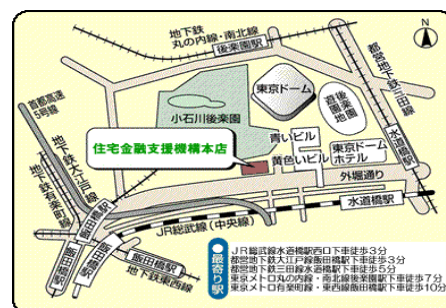 地下鉄
丸の内線・南北線
後楽園駅
N
都営地下鉄三田線
首都高速
5号線
東京ドーム
後楽園
遊園地
小石川後楽園
地下鉄大江戸線
地下鉄有楽町線
青いビル
水道橋駅
住宅金融支援機構本店
黄色いビル
東京ドーム
ホテル
外堀通り
飯田橋駅
飯田橋駅
水道橋駅
JR総武線(中央線)
飯田橋駅
地下鉄東西線
最寄り駅
JR総武線水道橋駅西口下車徒歩3分
都営地下鉄大江戸線飯田橋駅下車徒歩3分
都営地下鉄三田線水道橋駅下車徒歩5分
東京メトロ丸の内線・南北線後楽園駅下車徒歩7分
東京メトロ有楽町線・東西線飯田橋駅下車徒歩10分